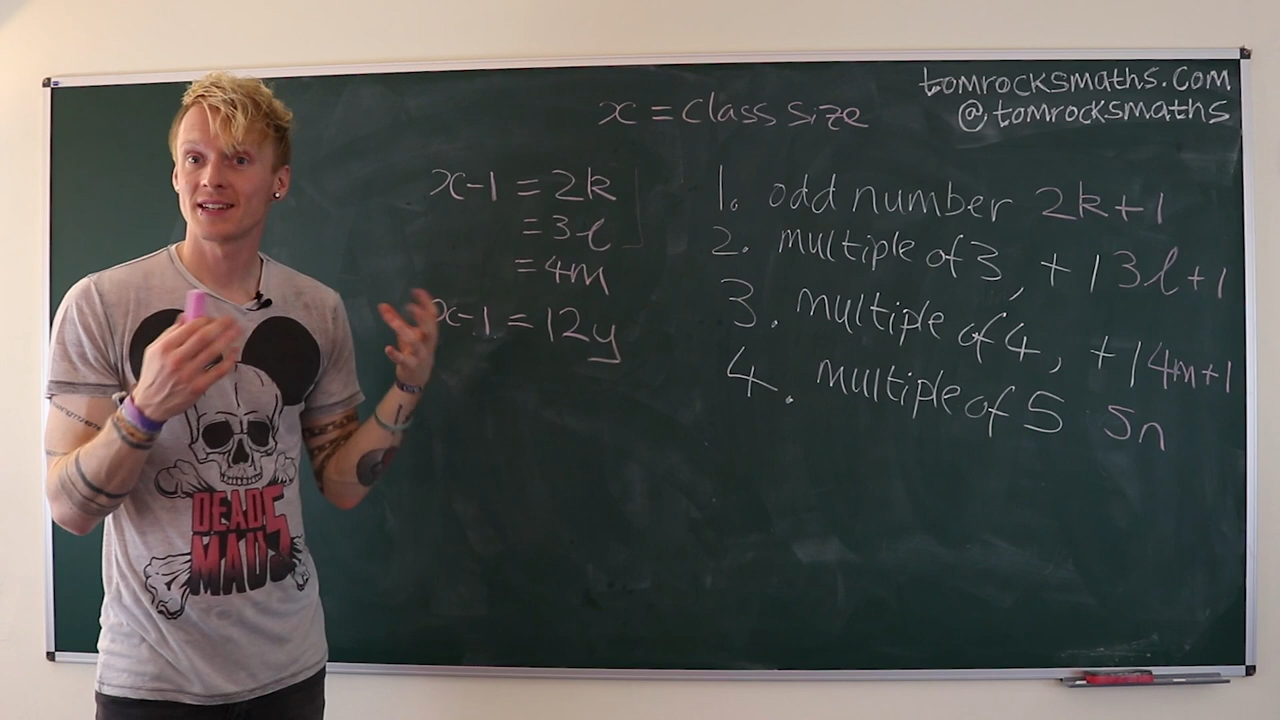 tomrocksmaths.com
@tomrocksmaths
x = class size
x-1 = 2k
= 3l
= 4m
x-1 = 12y
1. odd number 2k+1
2. multiple of 3, +1 3l+1
3. multiple of 4, +1 4m+1
4. multiple of 5 5n
DEAD
MAU5